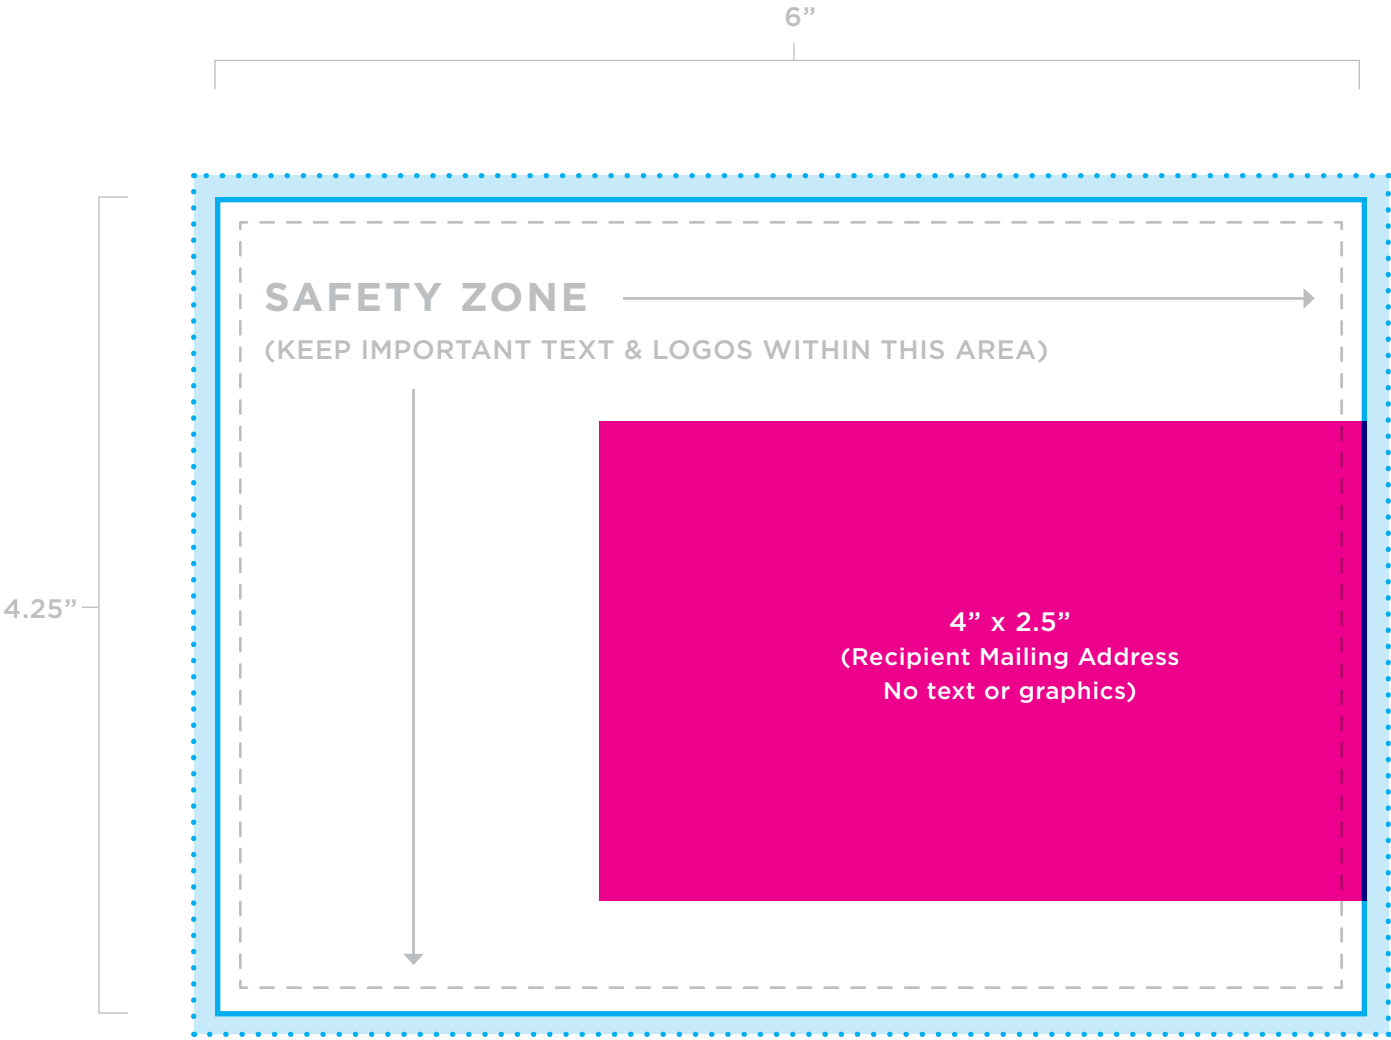 6”
SAFETY ZONE
(KEEP IMPORTANT TEXT & LOGOS WITHIN THIS AREA)
4.25”
4” x 2.5”
(Recipient Mailing Address
No text or graphics)